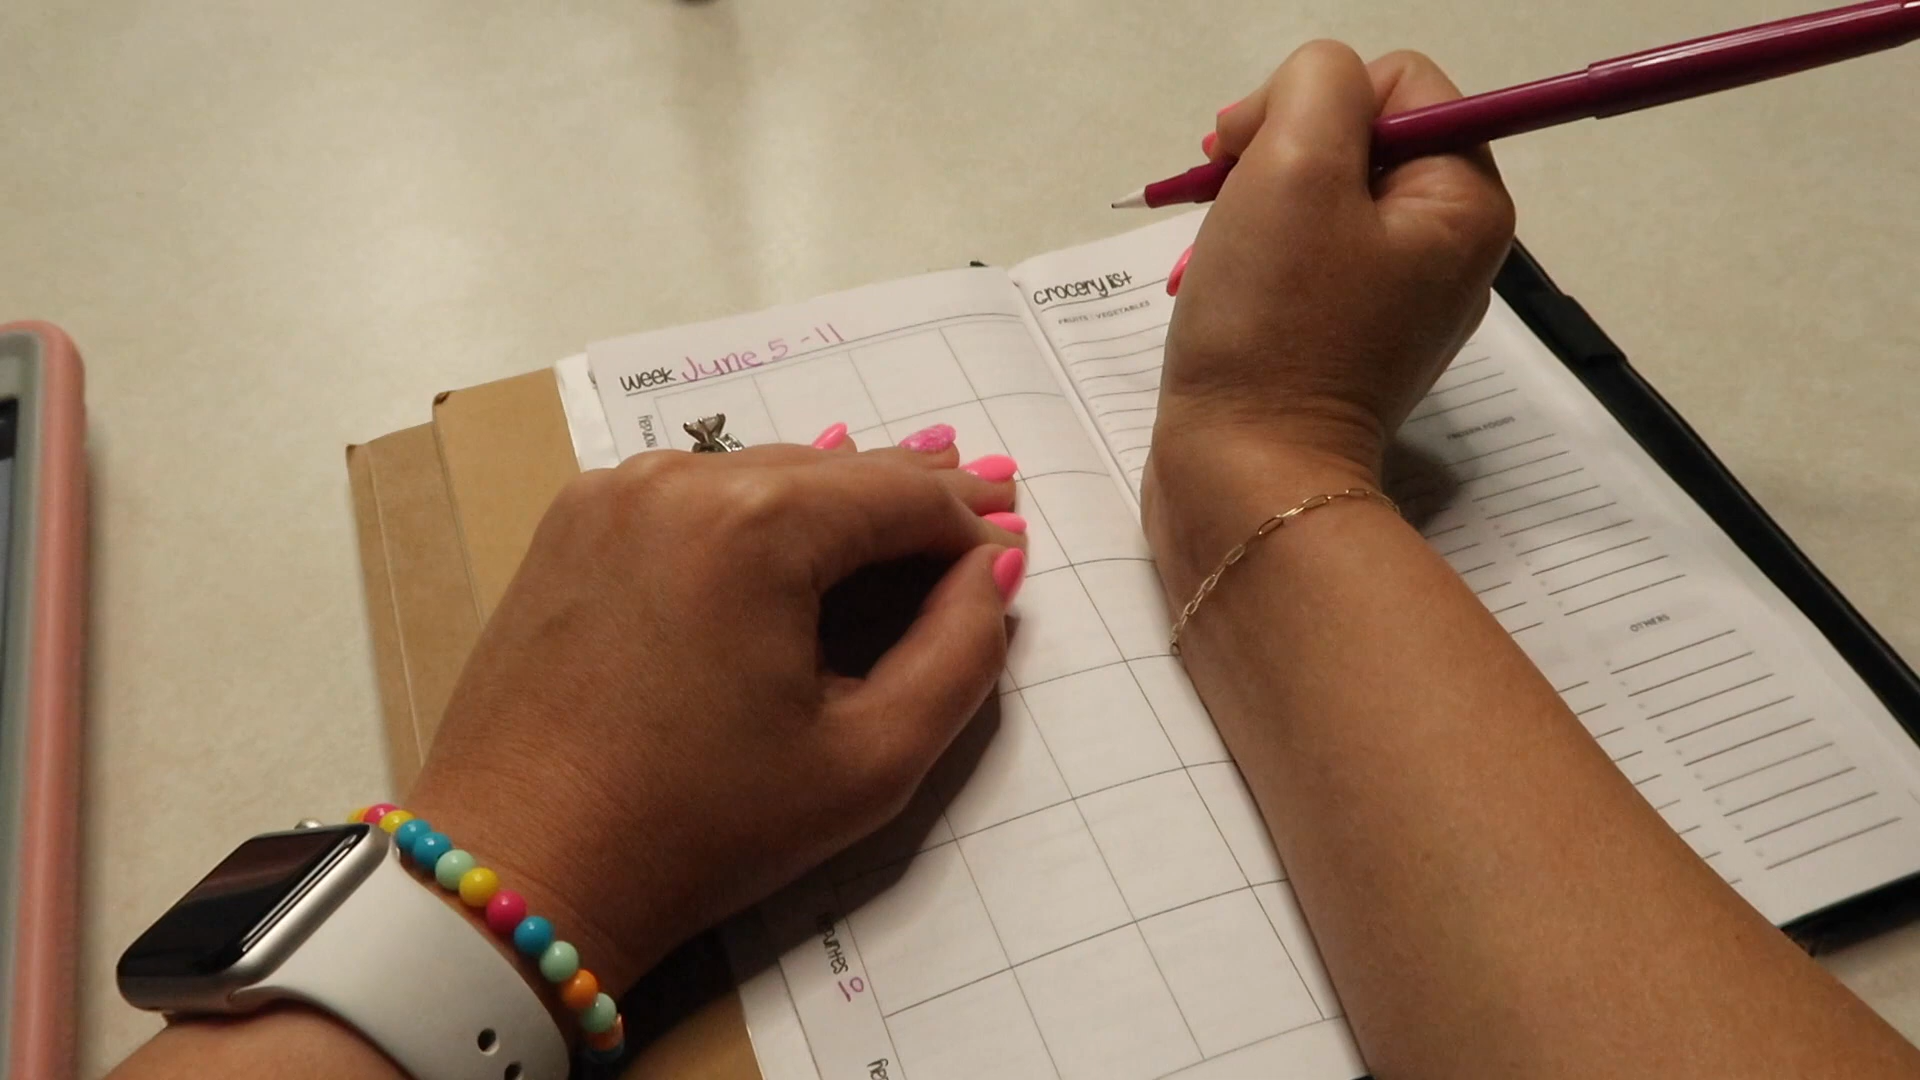 week June 5-11
grocery list
FRUITS / VEGETABLES
FROZEN FOODS
OTHERS
10